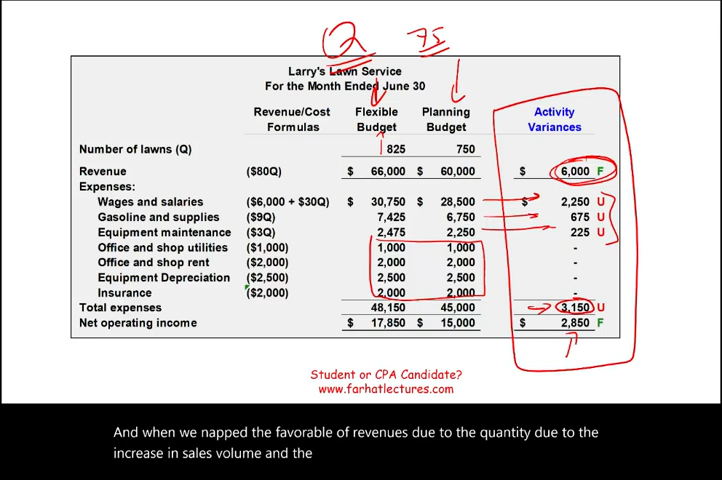 Q 75
Larry's Lawn Service
For the Month Ended June 30
Revenue/Cost Flexible Planning Activity
Formulas Budget Budget Variances
Number of lawns (Q) 825 750
Revenue ($80Q) $ 66,000 $ 60,000 $ 6,000 F
Expenses:
Wages and salaries ($6,000 + $30Q) $ 30,750 $ 28,500 $ 2,250 U
Gasoline and supplies ($9Q) 7,425 6,750 675 U
Equipment maintenance ($3Q) 2,475 2,250 225 U
Office and shop utilities ($1,000) 1,000 1,000 -
Office and shop rent ($2,000) 2,000 2,000 -
Equipment Depreciation ($2,500) 2,500 2,500 -
Insurance ($2,000) 2,000 2,000 -
Total expenses 48,150 45,000 3,150 U
Net operating income $ 17,850 $ 15,000 $ 2,850 F
Student or CPA Candidate?
www.farhatlectures.com
And when we napped the favorable of revenues due to the quantity due to the
increase in sales volume and the